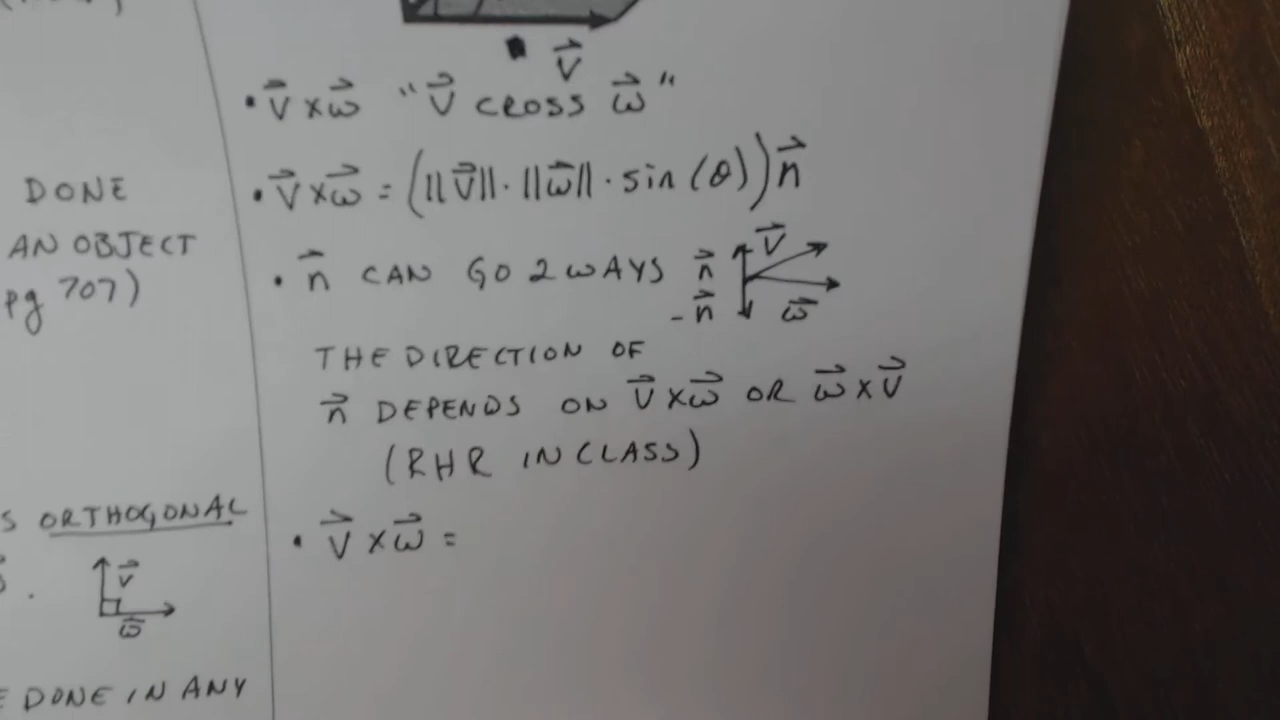 DONE
AN OBJECT
pg 707)
S ORTHOGONAL
v⃗
ω⃗
E DONE IN ANY
v⃗
• v⃗ × ω⃗ "v⃗ CROSS ω⃗"
• v⃗ × ω⃗ = (||v⃗|| · ||ω⃗|| · sin (θ)) n⃗
• n⃗ CAN GO 2 WAYS n⃗ v⃗
-n⃗ ω⃗
THE DIRECTION OF
n⃗ DEPENDS ON v⃗ × ω⃗ OR ω⃗ × v⃗
(RHR IN CLASS)
• v⃗ × ω⃗ =